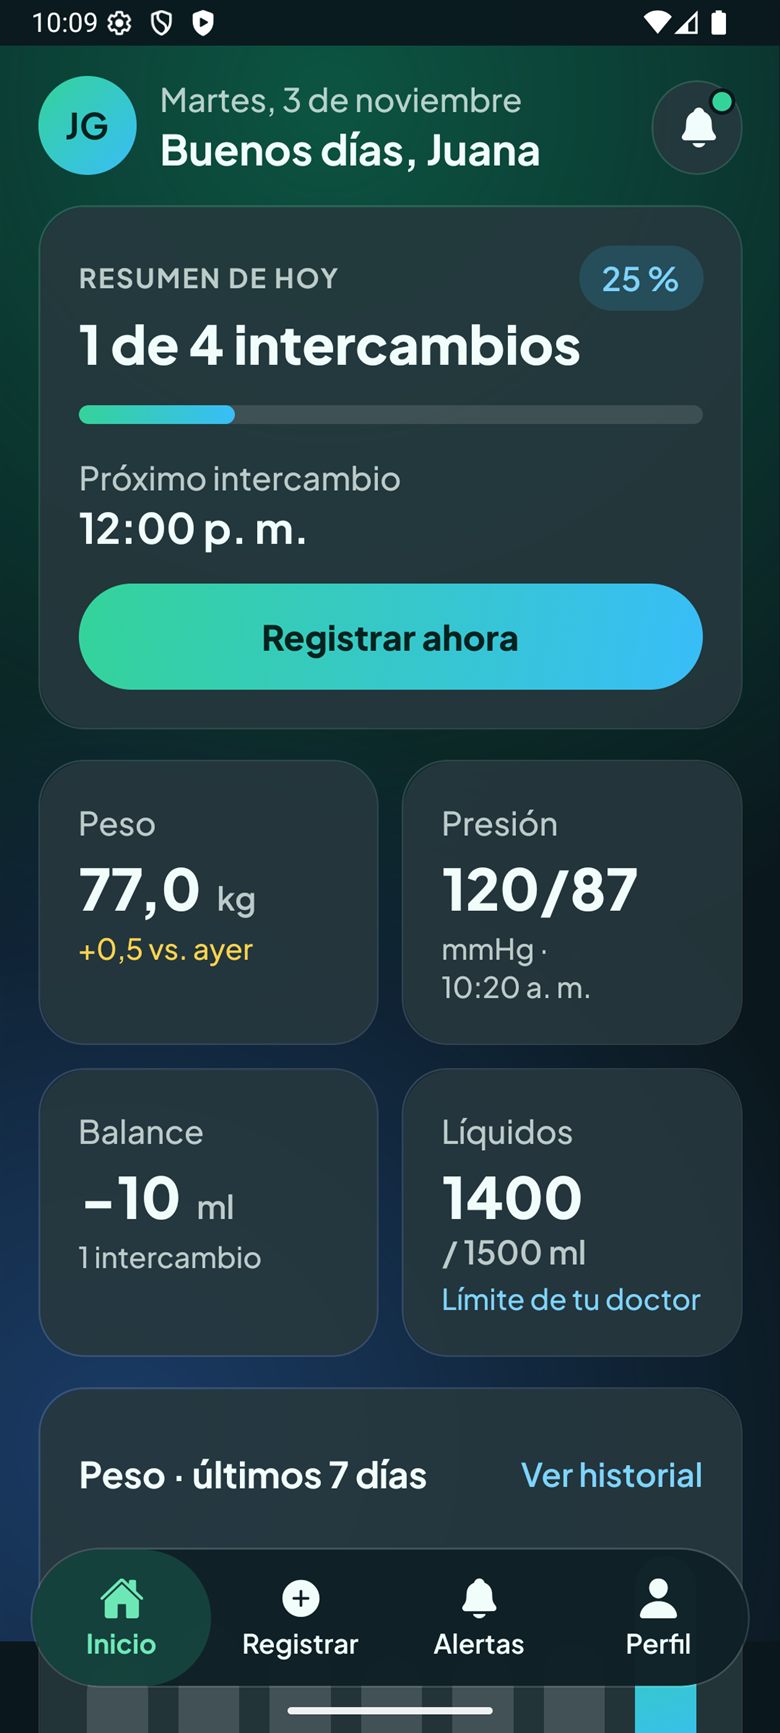 10:09
JG
Martes, 3 de noviembre
Buenos días, Juana
RESUMEN DE HOY
25 %
1 de 4 intercambios
Próximo intercambio
12:00 p. m.
Registrar ahora
Peso
77,0 kg
+0,5 vs. ayer
Presión
120/87
mmHg ·
10:20 a. m.
Balance
−10 ml
1 intercambio
Líquidos
1400
/ 1500 ml
Límite de tu doctor
Peso · últimos 7 días
Ver historial
Inicio
Registrar
Alertas
Perfil